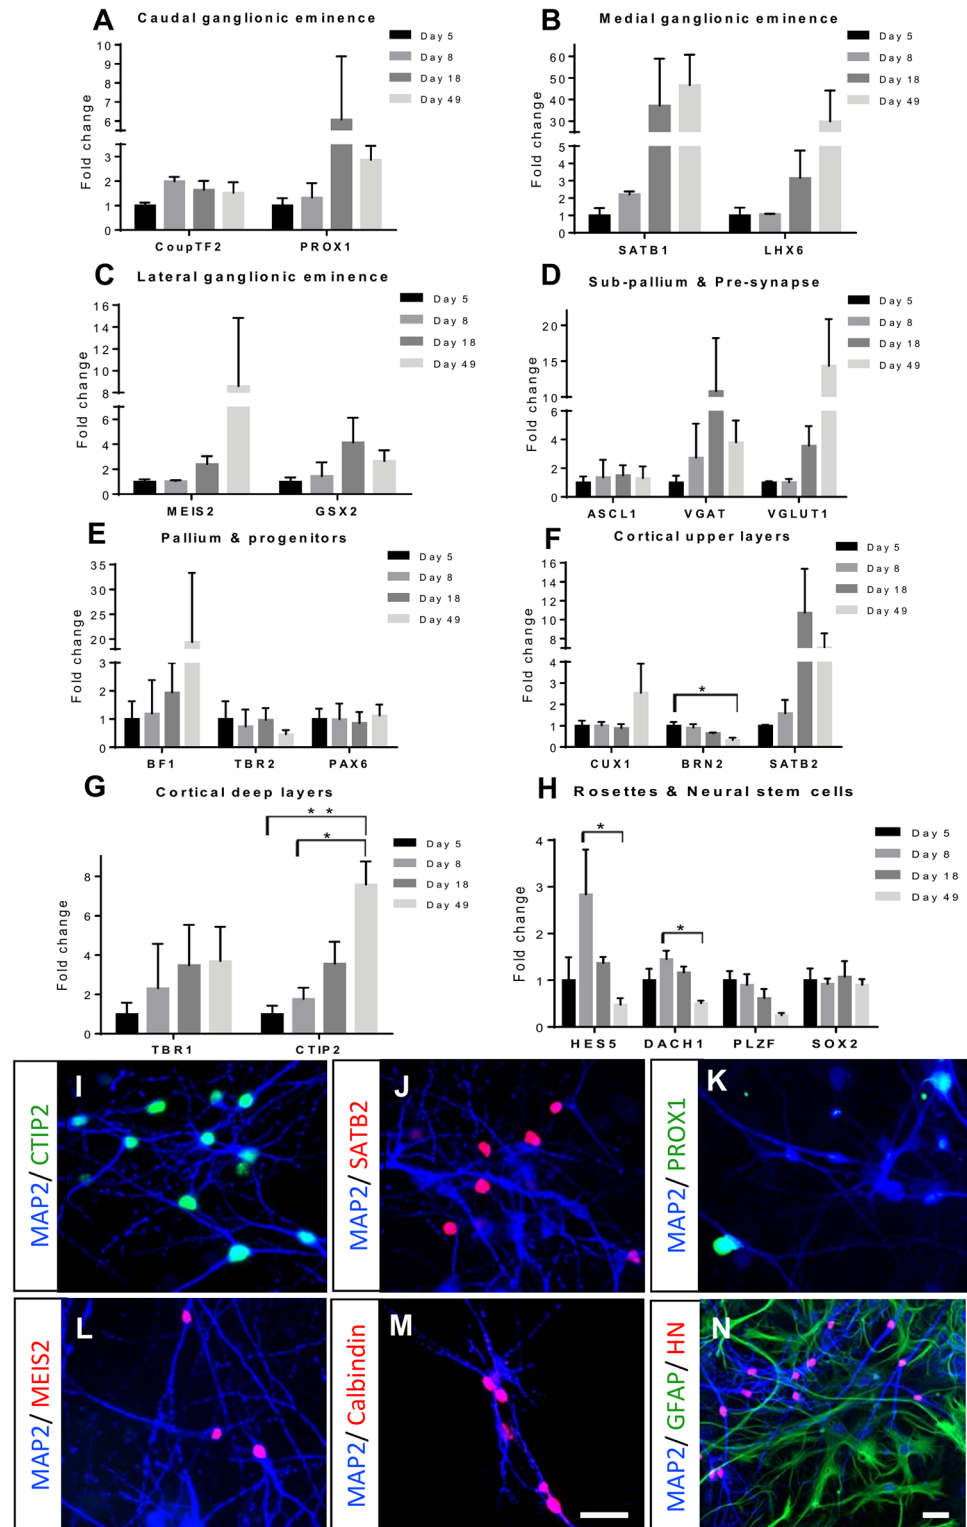 A
Caudal ganglionic eminence
Fold change
10
9
8
7
6
5
3
2
1
0
CoupTF2
PROX1
Day 5
Day 8
Day 18
Day 49
B
Medial ganglionic eminence
Fold change
60
50
40
30
5
4
3
2
1
0
SATB1
LHX6
Day 5
Day 8
Day 18
Day 49
C
Lateral ganglionic eminence
Fold change
16
14
12
10
8
6
4
2
0
MEIS2
GSX2
Day 5
Day 8
Day 18
Day 49
D
Sub-pallium & Pre-synapse
Fold change
20
15
10
6
4
2
0
ASCL1
VGAT
VGLUT1
Day 5
Day 8
Day 18
Day 49
E
Pallium & progenitors
Fold change
35
30
25
20
3
2
1
0
BF1
TBR2
PAX6
Day 5
Day 8
Day 18
Day 49
F
Cortical upper layers
Fold change
16
14
12
10
8
4
3
2
1
0
*
CUX1
BRN2
SATB2
Day 5
Day 8
Day 18
Day 49
G
Cortical deep layers
Fold change
8
6
4
2
0
* *
*
TBR1
CTIP2
Day 5
Day 8
Day 18
Day 49
H
Rosettes & Neural stem cells
Fold change
4
3
2
1
0
*
*
HES5
DACH1
PLZF
SOX2
Day 5
Day 8
Day 18
Day 49
MAP2/ CTIP2
I
MAP2/ SATB2
J
MAP2/ PROX1
K
MAP2/ MEIS2
L
MAP2/ Calbindin
M
MAP2/ GFAP/ HN
N